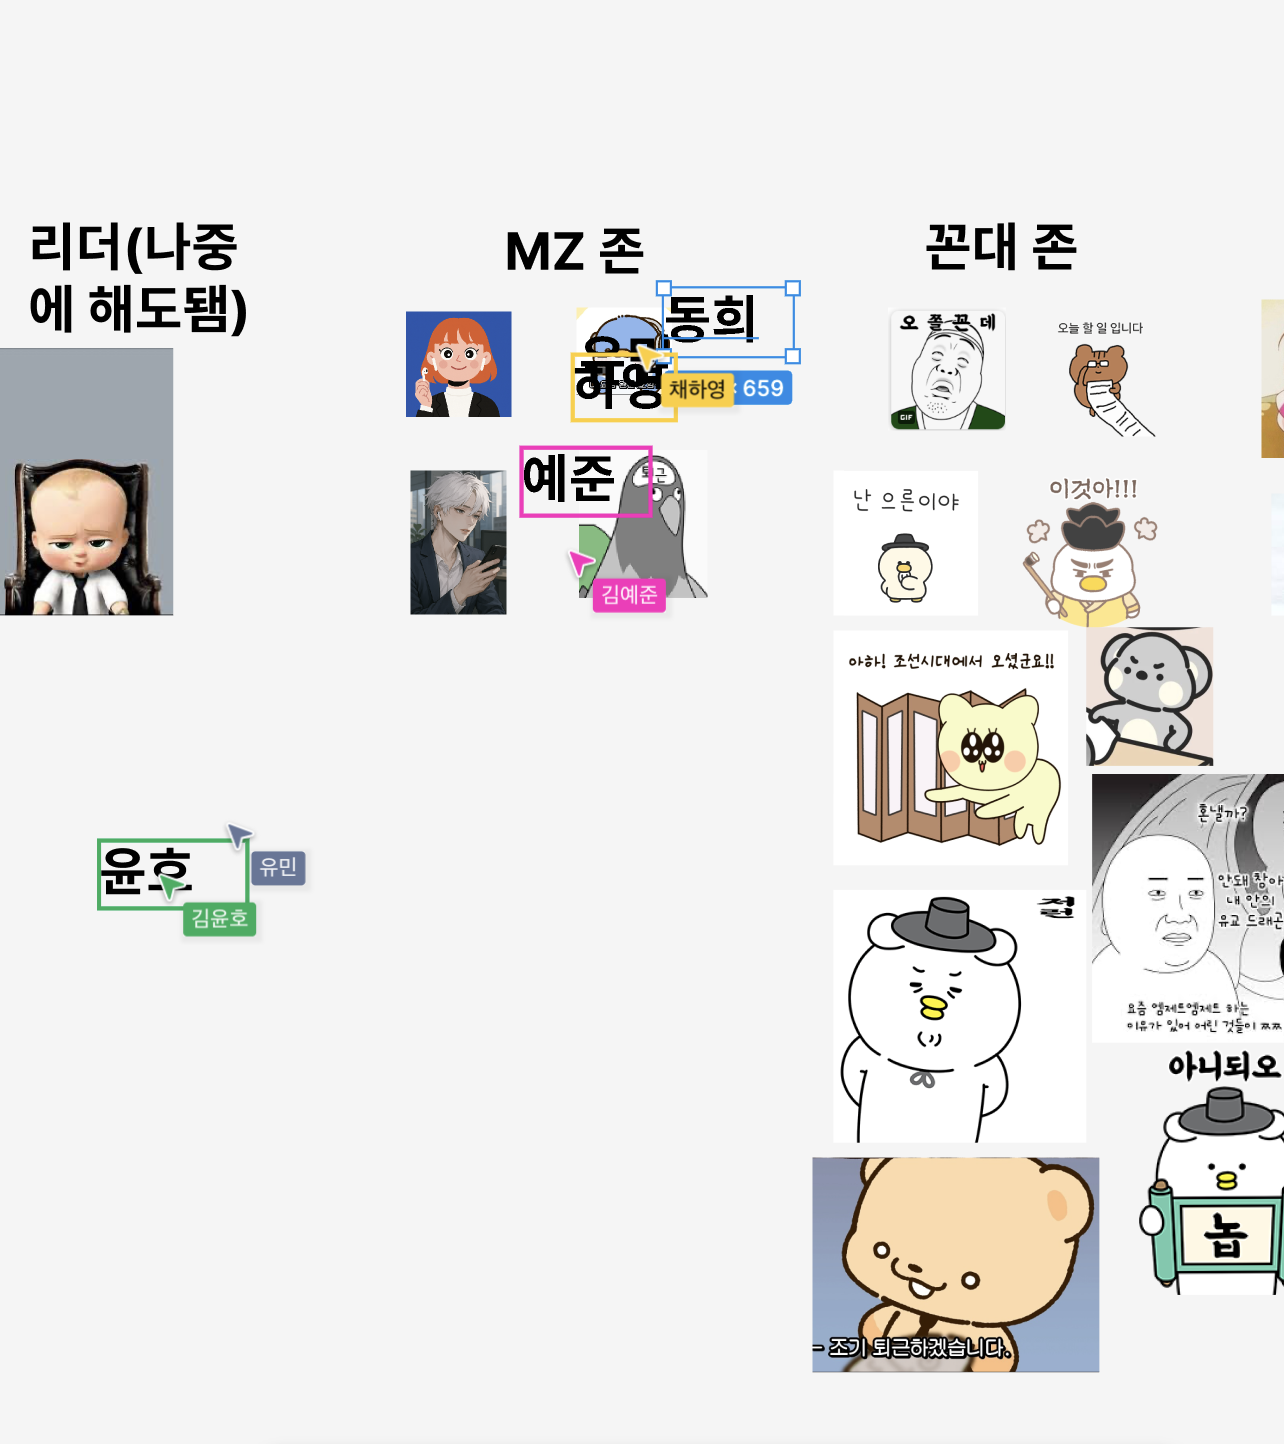 리더(나중
에 해도됌)
MZ 존
꼰대 존
동희
하영
채하영
× 659
예준
퇴근
김예준
오 쫄 꼰 데
GIF
오늘 할 일 입니다
난 으른이야
이것아!!!
아하! 조선시대에서 오셨군요!!
혼낼까?
안돼 참아
내 안의
유교 드래곤
요즘 엠제트엠제트 하는
이유가 있어 어린 것들이 ㅉㅉ
윤호
유민
김윤호
저런
아니되오
놉
- 조기 퇴근하겠습니다.